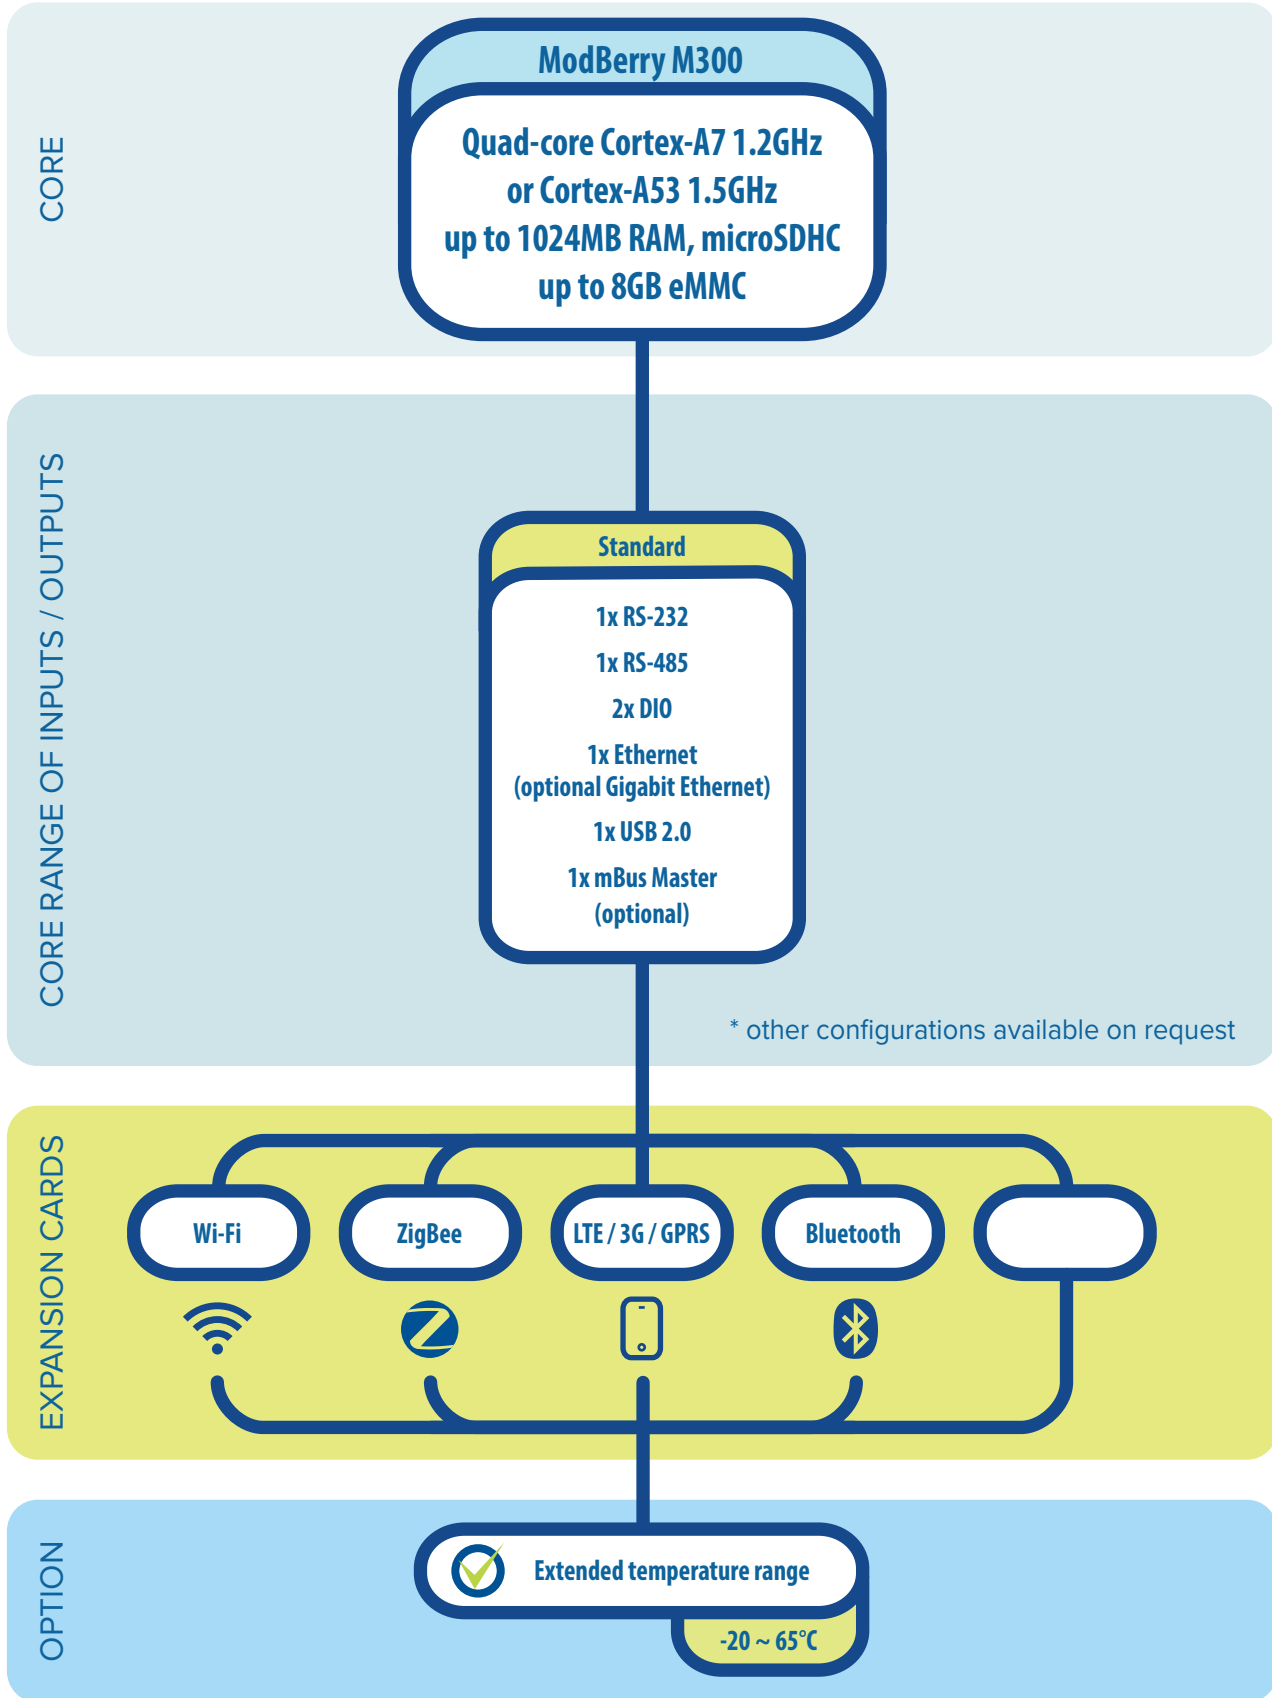 CORE
ModBerry M300
Quad-core Cortex-A7 1.2GHz
or Cortex-A53 1.5GHz
up to 1024MB RAM, microSDHC
up to 8GB eMMC
CORE RANGE OF INPUTS / OUTPUTS
Standard
1x RS-232
1x RS-485
2x DIO
1x Ethernet
(optional Gigabit Ethernet)
1x USB 2.0
1x mBus Master
(optional)
* other configurations available on request
EXPANSION CARDS
Wi-Fi
ZigBee
LTE / 3G / GPRS
Bluetooth
OPTION
Extended temperature range
-20 ~ 65°C